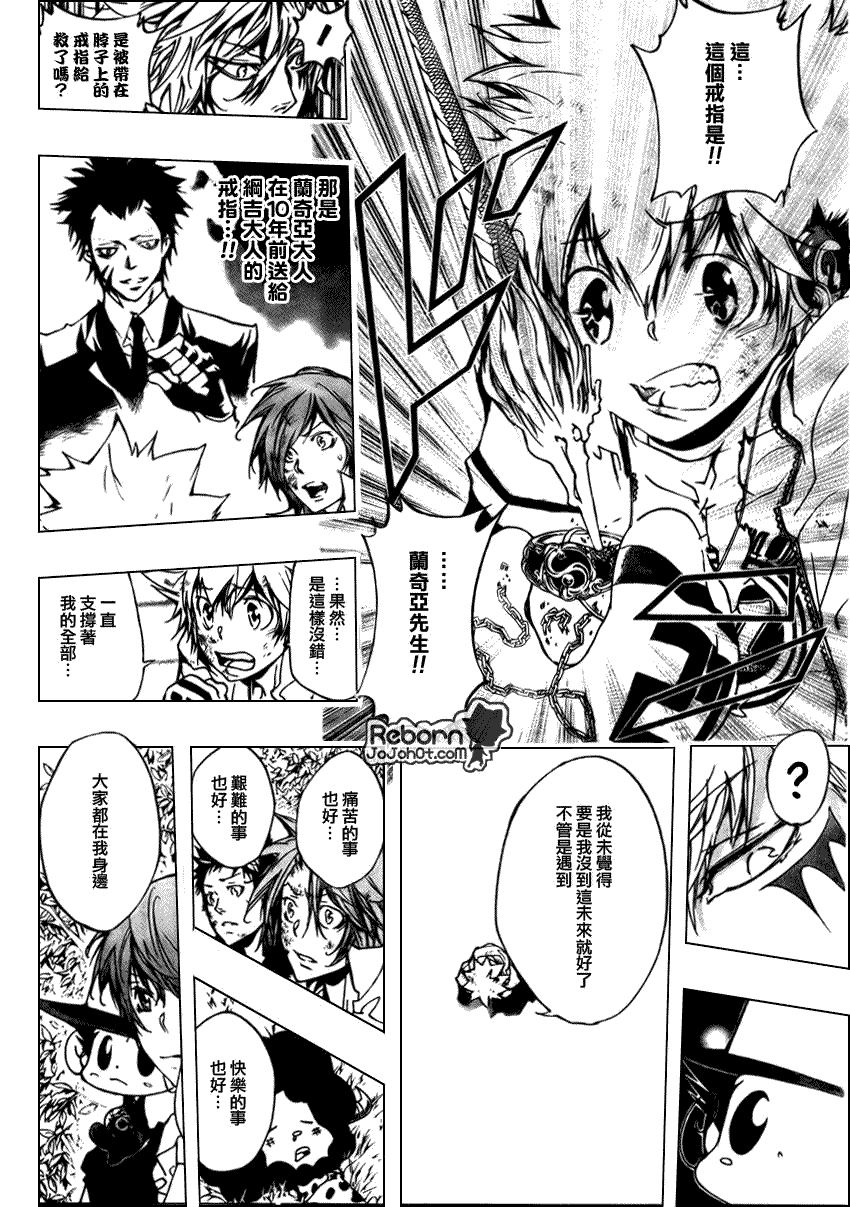 這…
這個戒指是!!
……
蘭奇亞先生!!
是被帶在
脖子上的
戒指給
救了嗎？
那是
蘭奇亞大人
在10年前送給
綱吉大人的
戒指…!!
…果然…
是這樣沒錯…
一直
支撐著
我的全部…
？
我從未覺得
要是我沒到這未來就好了
不管是遇到
痛苦的事
也好…
艱難的事
也好…
快樂的事
也好…
大家都在我身邊
Reborn
JoJoHOt.com